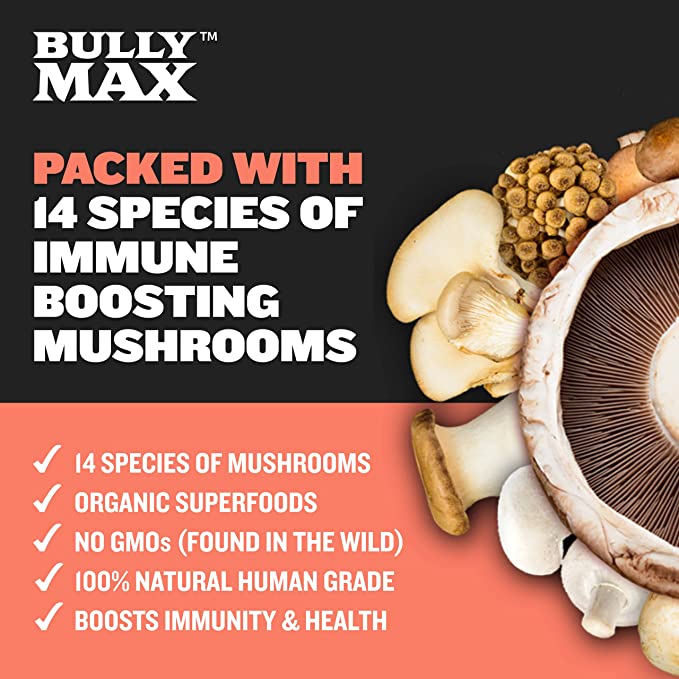 BULLY™
MAX
PACKED WITH
14 SPECIES OF
IMMUNE
BOOSTING
MUSHROOMS
✓ 14 SPECIES OF MUSHROOMS
✓ ORGANIC SUPERFOODS
✓ NO GMOs (FOUND IN THE WILD)
✓ 100% NATURAL HUMAN GRADE
✓ BOOSTS IMMUNITY & HEALTH